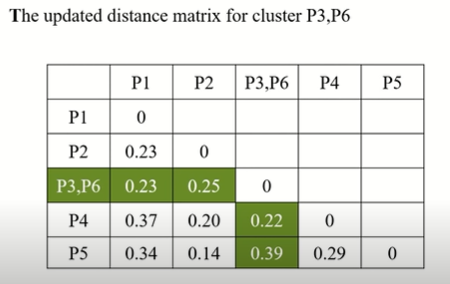 The updated distance matrix for cluster P3,P6
P1 P2 P3,P6 P4 P5
P1 0
P2 0.23 0
P3,P6 0.23 0.25 0
P4 0.37 0.20 0.22 0
P5 0.34 0.14 0.39 0.29 0